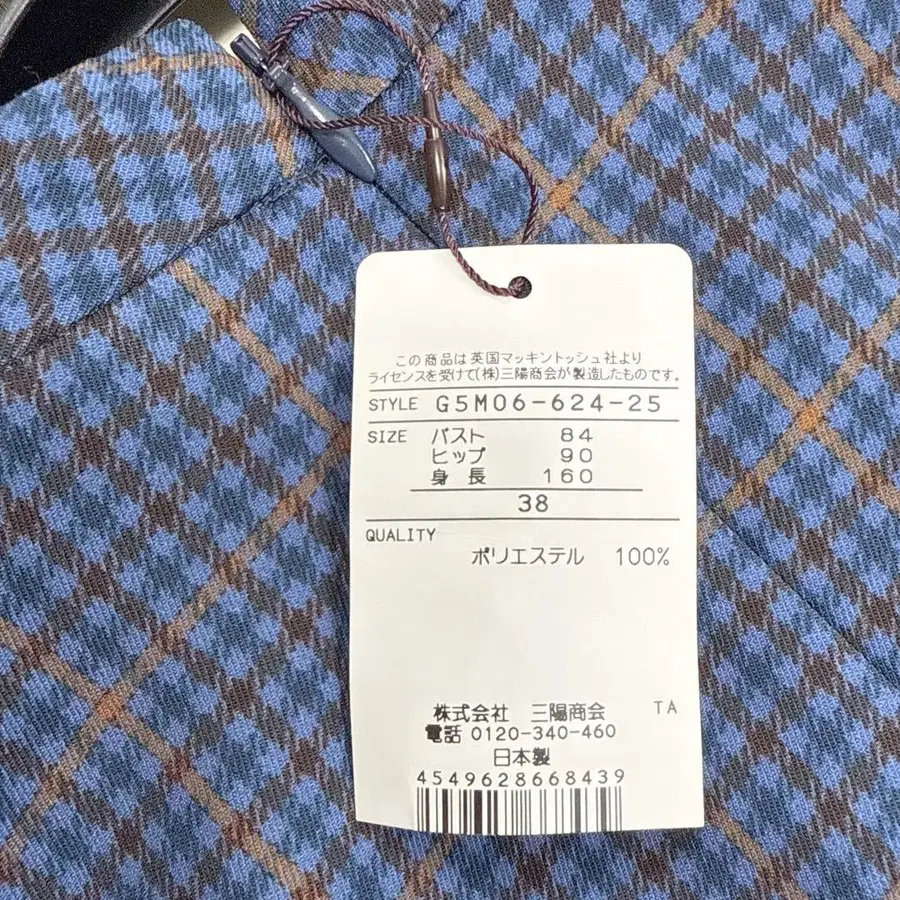 この商品は英国マッキントッシュ社より
ライセンスを受けて(株)三陽商会が製造したものです。
STYLE G5M06-624-25
SIZE バスト 84
ヒップ 90
身長 160
38
QUALITY
ポリエステル 100%
株式会社 三陽商会 TA
電話 0120-340-460
日本製
4549628668439